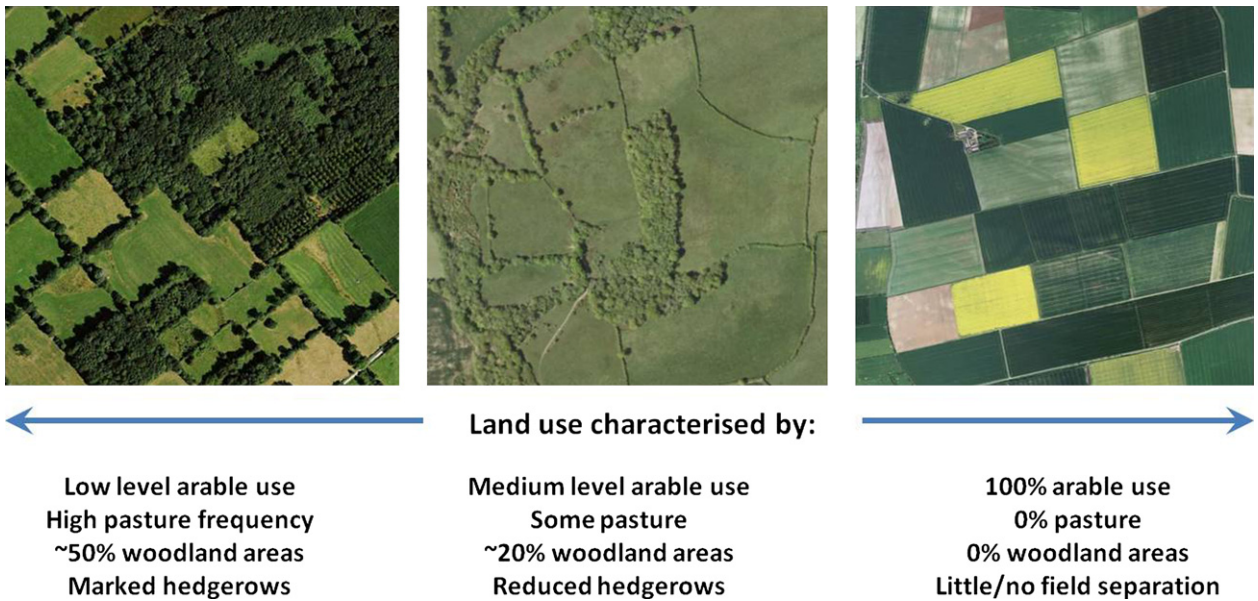 Land use characterised by:
Low level arable use
High pasture frequency
~50% woodland areas
Marked hedgerows
Medium level arable use
Some pasture
~20% woodland areas
Reduced hedgerows
100% arable use
0% pasture
0% woodland areas
Little/no field separation